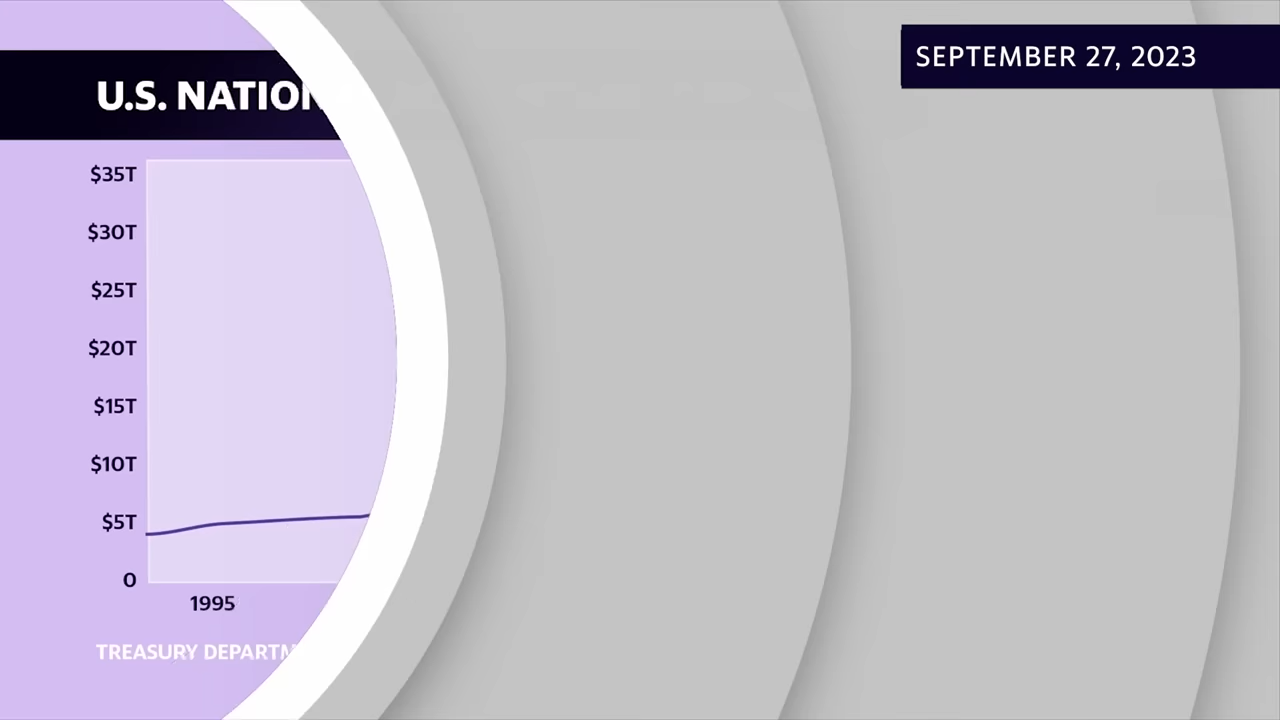 SEPTEMBER 27, 2023
U.S. NATION
$35T
$30T
$25T
$20T
$15T
$10T
$5T
0
1995
TREASURY DEPARTM